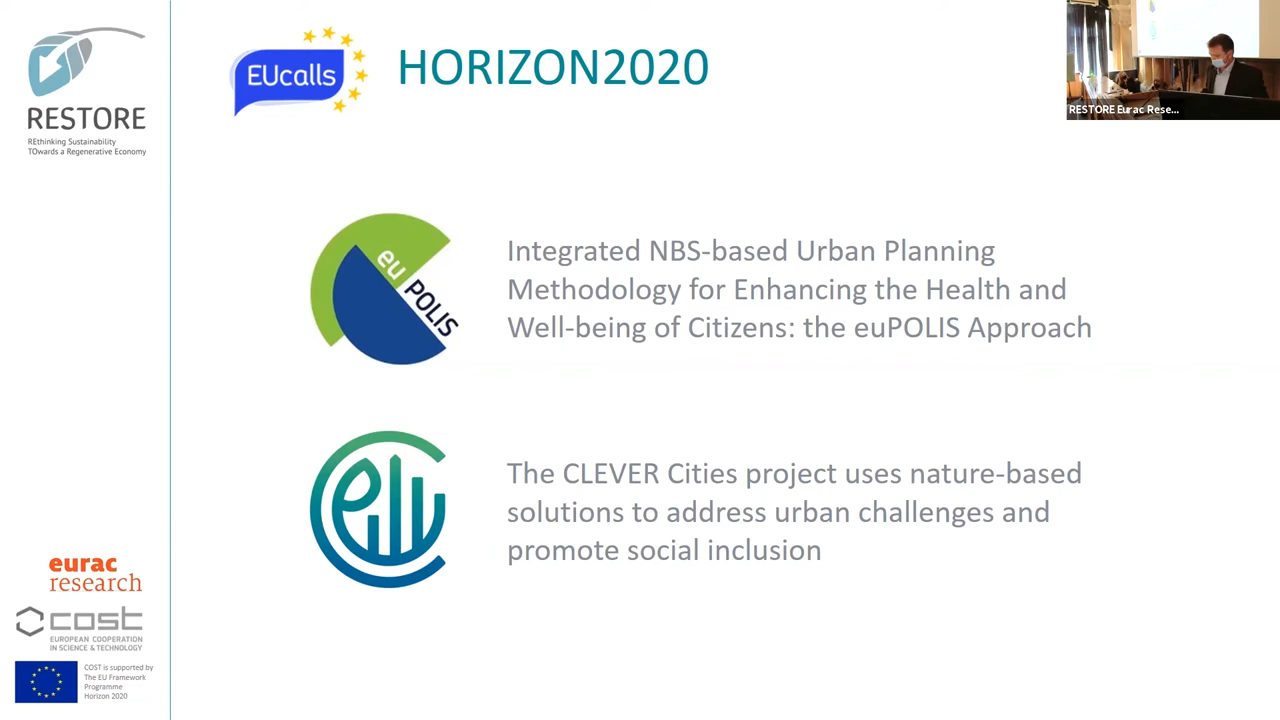 RESTORE
REthinking Sustainability
TOwards a Regenerative Economy
EUcalls
HORIZON2020
RESTORE Eurac Rese...
eu POLIS
Integrated NBS-based Urban Planning
Methodology for Enhancing the Health and
Well-being of Citizens: the euPOLIS Approach
The CLEVER Cities project uses nature-based
solutions to address urban challenges and
promote social inclusion
eurac
research
cost
EUROPEAN COOPERATION
IN SCIENCE & TECHNOLOGY
COST is supported by
The EU Framework
Programme
Horizon 2020